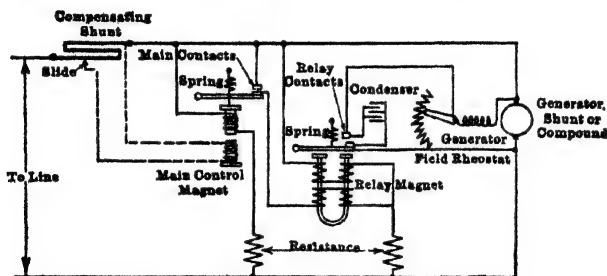 Compensating
Shunt
Main Contacts
Slide
Spring
Relay
Contacts
Condenser
Spring
Generator,
Shunt or
Compound
Generator
Field Rheostat
To Line
Main Control
Magnet
Relay Magnet
Resistance